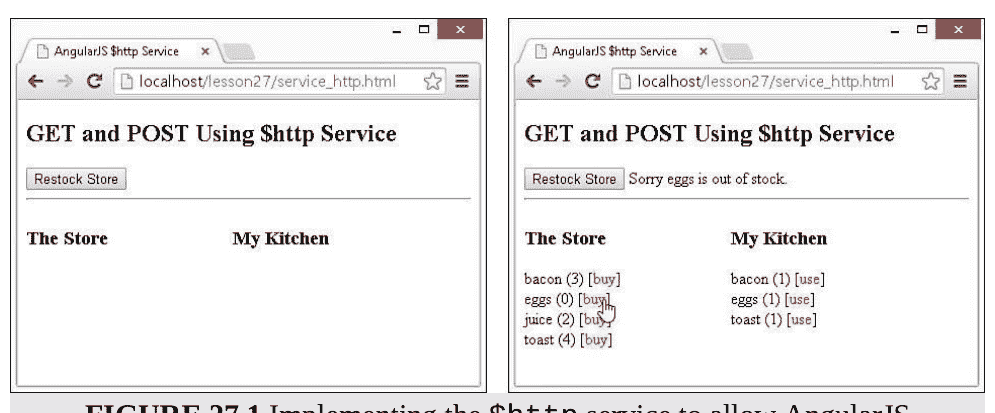 AngularJS $http Service
localhost/lesson27/service_http.html
GET and POST Using $http Service
Restock Store
The Store My Kitchen
AngularJS $http Service
localhost/lesson27/service_http.html
GET and POST Using $http Service
Restock Store Sorry eggs is out of stock.
The Store My Kitchen
bacon (3) [buy] bacon (1) [use]
eggs (0) [buy] eggs (1) [use]
juice (2) [buy] toast (1) [use]
toast (4) [buy]
FIGURE 27.1 Implementing the $http service to allow AngularJS